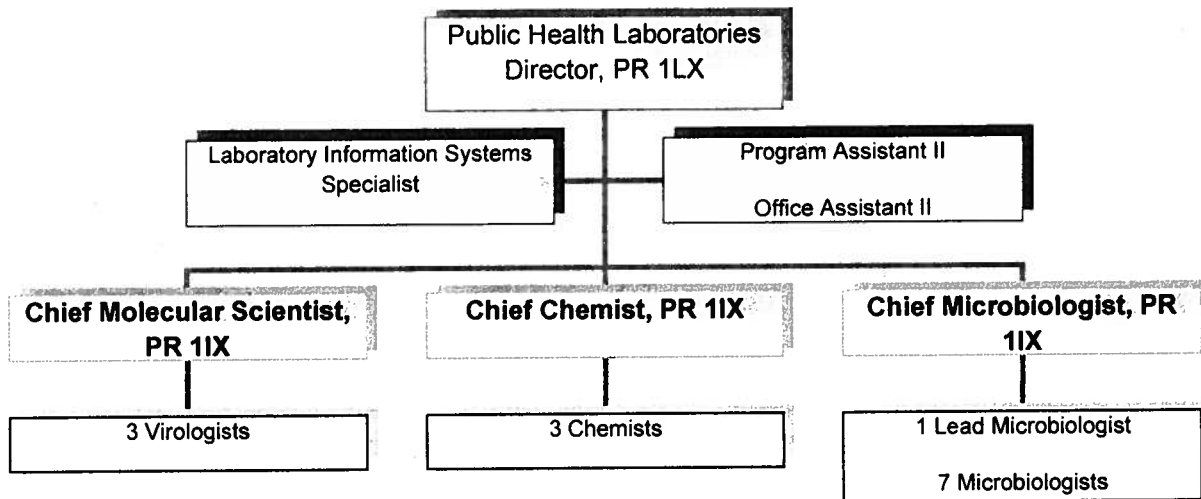 Public Health Laboratories
Director, PR 1LX
Laboratory Information Systems
Specialist
Program Assistant II
Office Assistant II
Chief Molecular Scientist,
PR 1IX
Chief Chemist, PR 1IX
Chief Microbiologist, PR
1IX
3 Virologists
3 Chemists
1 Lead Microbiologist
7 Microbiologists